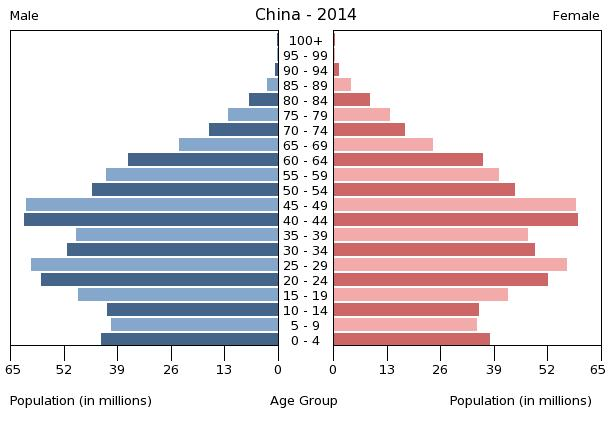 Male China - 2014 Female
100+
95 - 99
90 - 94
85 - 89
80 - 84
75 - 79
70 - 74
65 - 69
60 - 64
55 - 59
50 - 54
45 - 49
40 - 44
35 - 39
30 - 34
25 - 29
20 - 24
15 - 19
10 - 14
5 - 9
0 - 4
65 52 39 26 13 0 0 13 26 39 52 65
Population (in millions) Age Group Population (in millions)